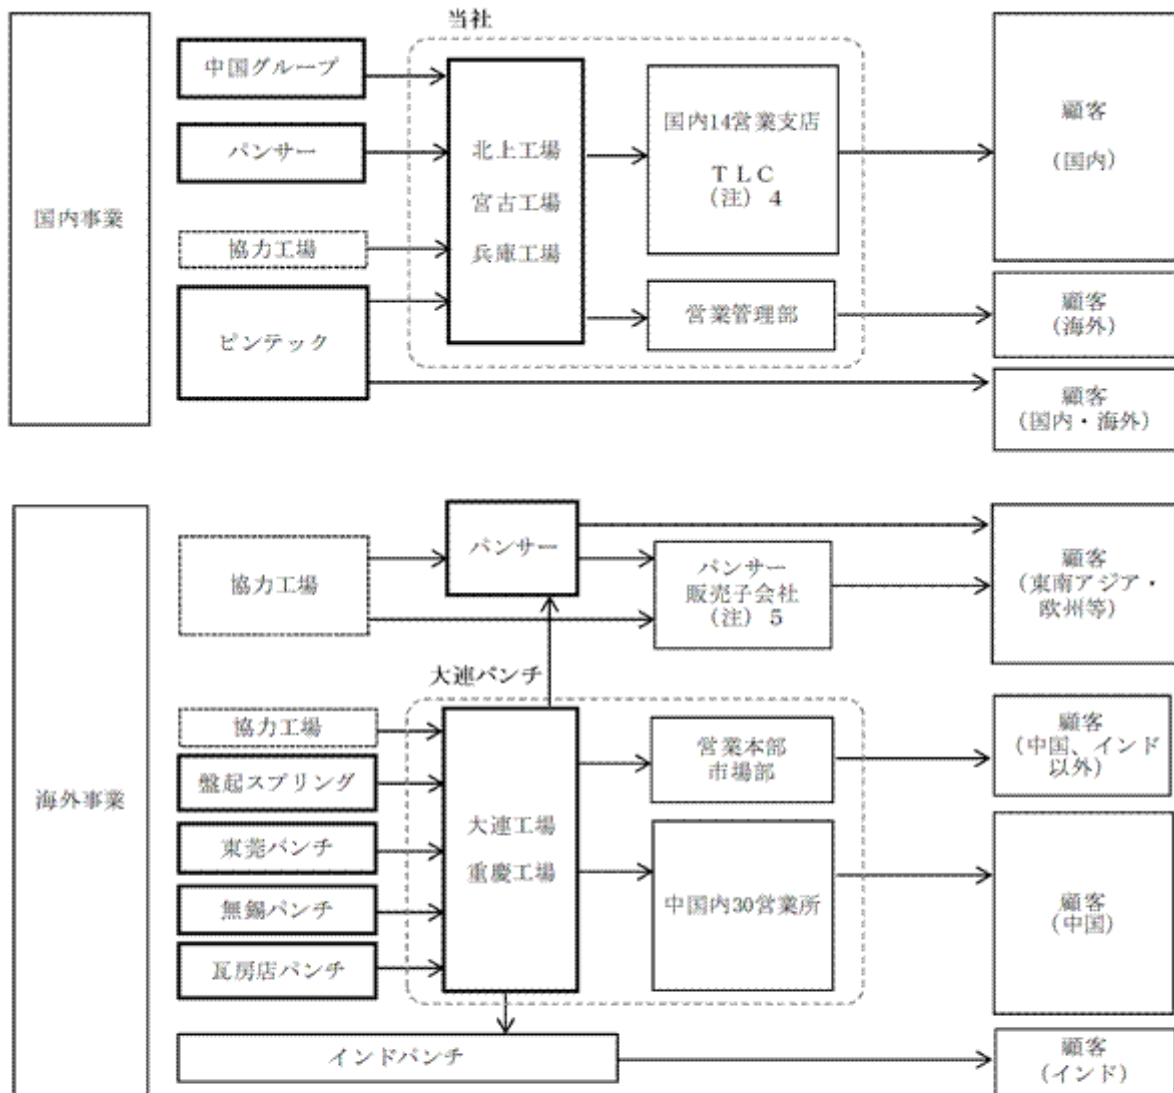 当社
国内事業
中国グループ
パンサー
協力工場
ピンテック
北上工場
宮古工場
兵庫工場
国内14営業支店
TLC
(注)4
営業管理部
顧客
(国内)
顧客
(海外)
顧客
(国内・海外)
海外事業
協力工場
パンサー
パンサー
販売子会社
(注)5
顧客
(東南アジア・
欧州等)
大連パンチ
協力工場
盤起スプリング
東莞パンチ
無錫パンチ
瓦房店パンチ
大連工場
重慶工場
営業本部
市場部
中国内30営業所
顧客
(中国、インド
以外)
顧客
(中国)
インドパンチ
顧客
(インド)